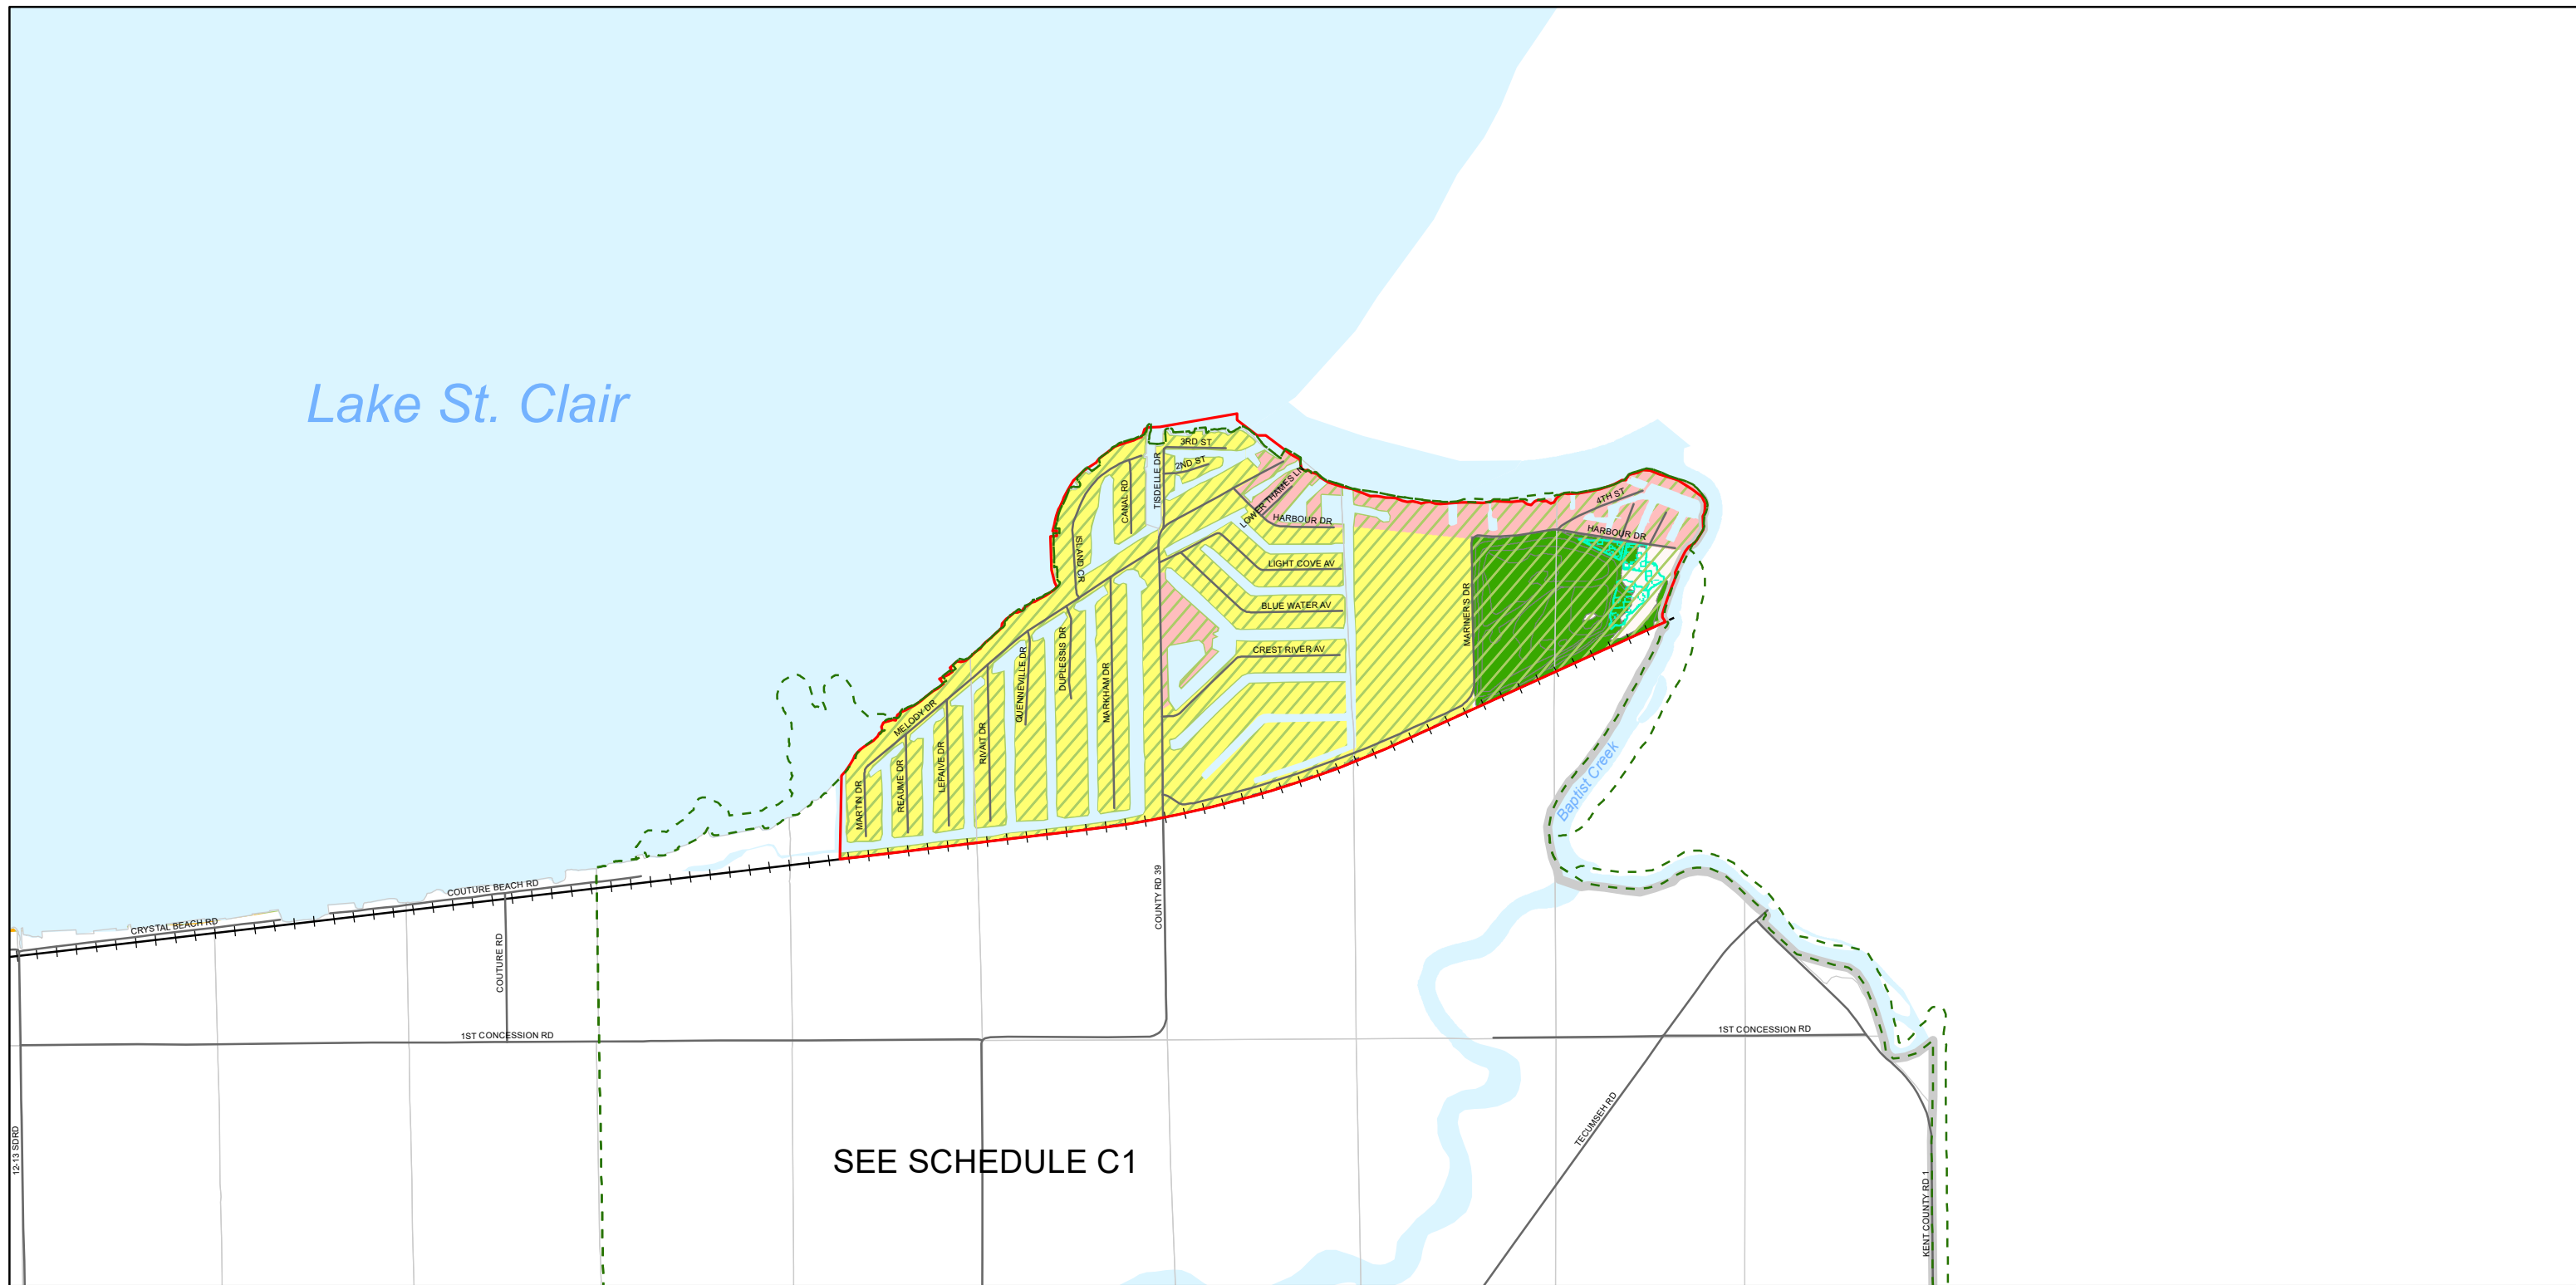 Lake St. Clair
3RD ST
2ND ST
TISDELLE DR
CANAL RD
ISLAND CR
LOWER THAMES LN
HARBOUR DR
4TH ST
HARBOUR DR
LIGHT COVE AV
BLUE WATER AV
CREST RIVER AV
MARINER'S DR
MELODY DR
MARTIN DR
REAUME DR
LEFAIVE DR
RIVAIT DR
QUENNEVILLE DR
DUPLESSIS DR
MARKHAM DR
Baptist Creek
COUTURE BEACH RD
CRYSTAL BEACH RD
COUTURE RD
COUNTY RD 39
1ST CONCESSION RD
1ST CONCESSION RD
12-13 SDRD
TECUMSEH RD
KENT COUNTY RD 1
SEE SCHEDULE C1